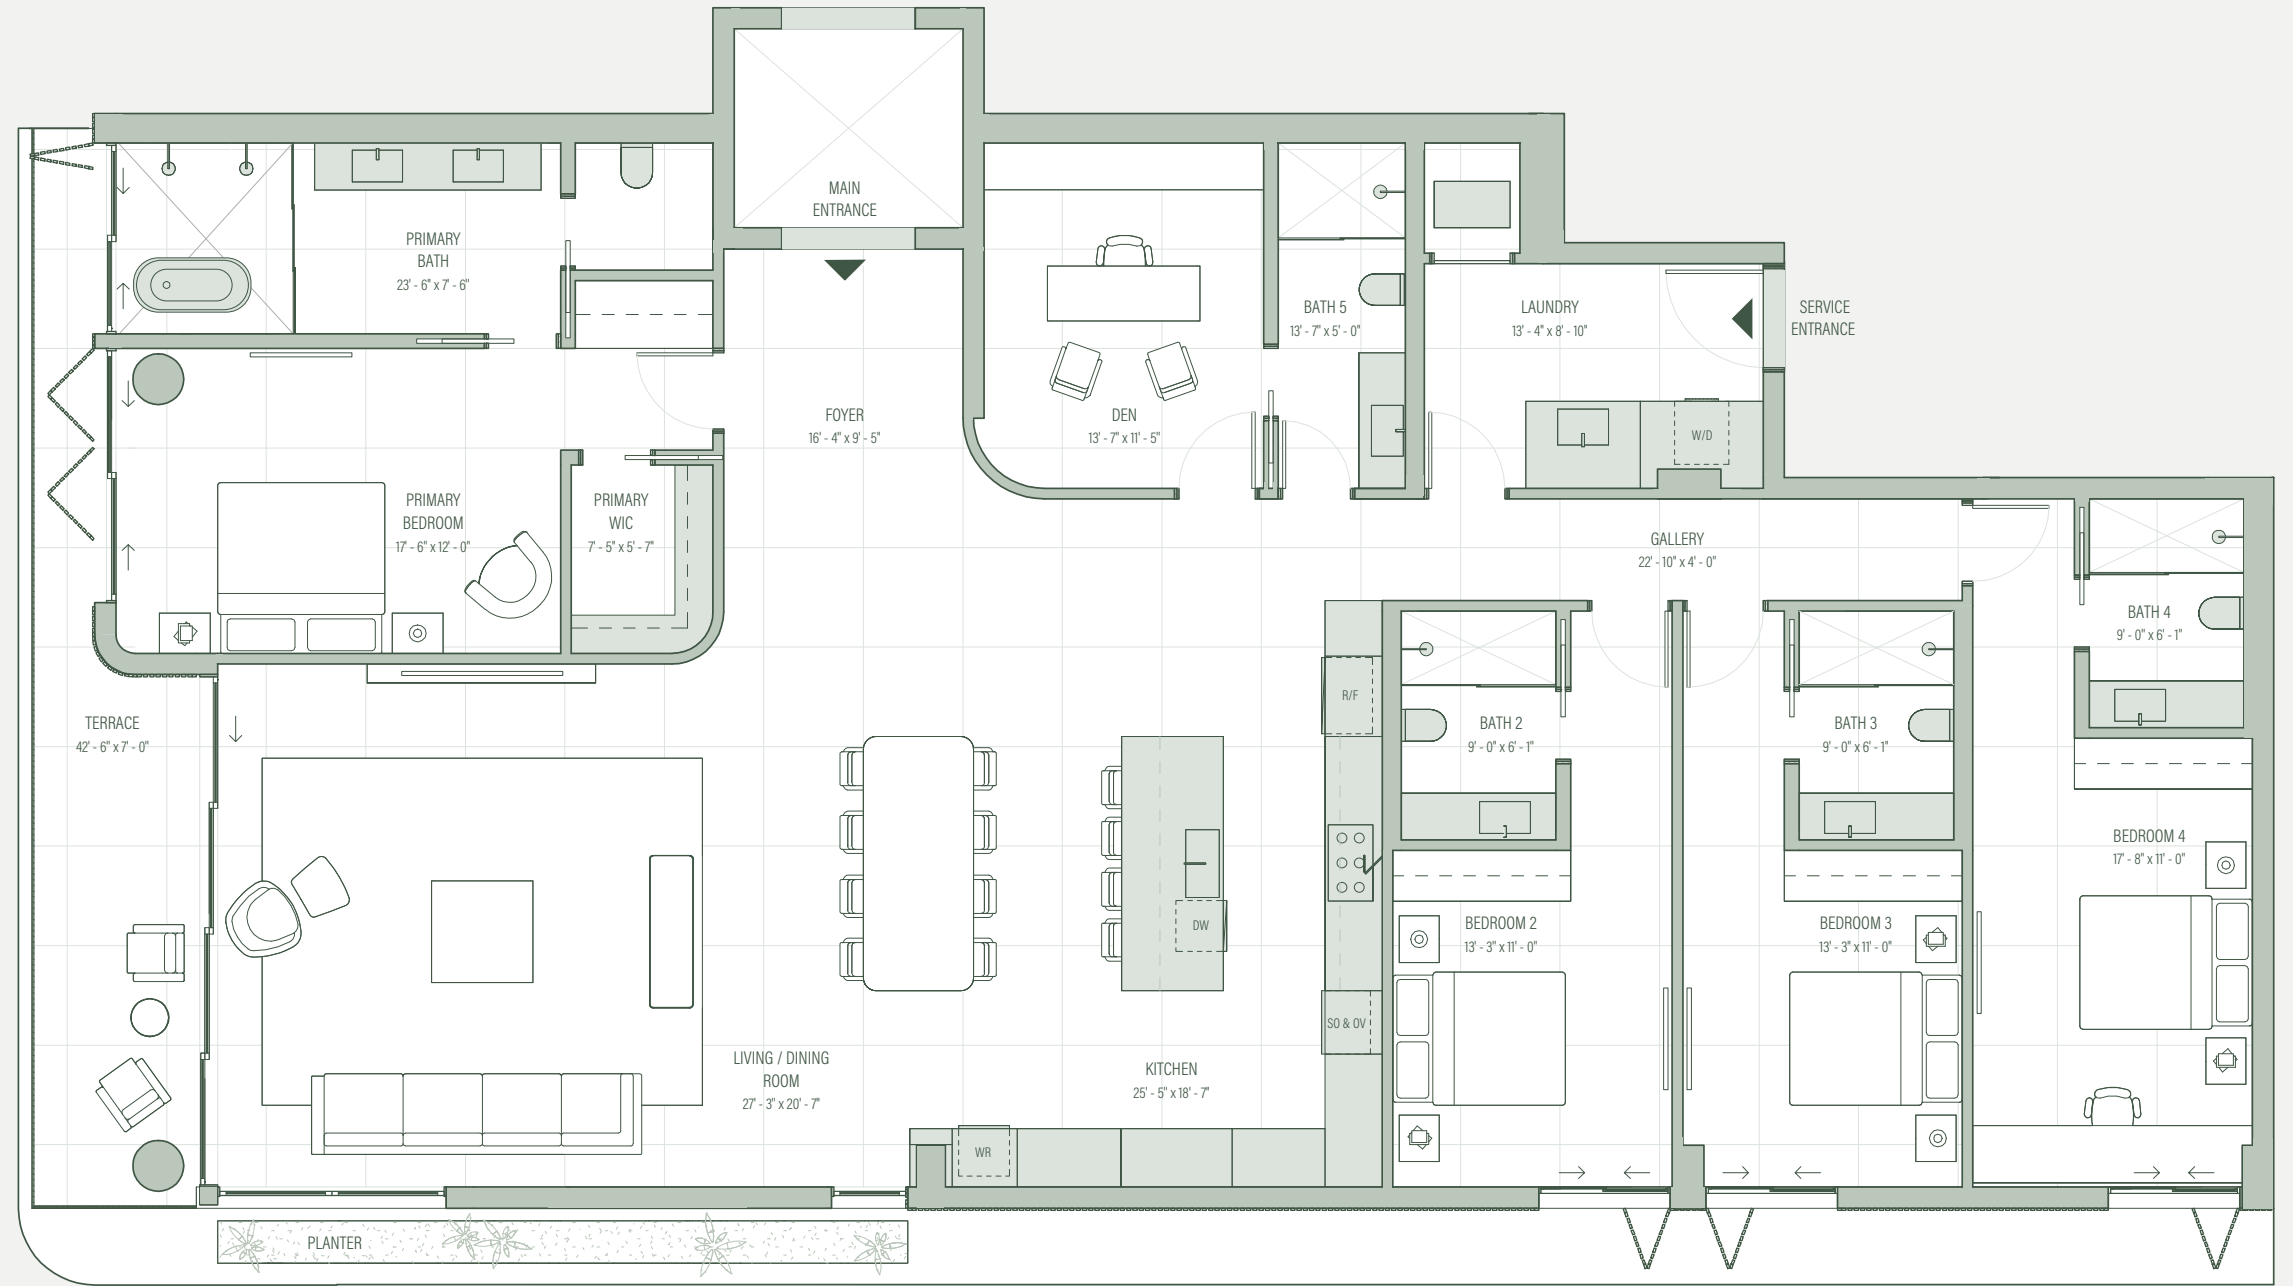 MAIN
ENTRANCE
PRIMARY
BATH
23' - 6" x 7' - 6"
BATH 5
13' - 7" x 5' - 0"
LAUNDRY
13' - 4" x 8' - 10"
SERVICE
ENTRANCE
FOYER
16' - 4" x 9' - 5"
DEN
13' - 7" x 11' - 5"
W/D
PRIMARY
BEDROOM
17' - 6" x 12' - 0"
PRIMARY
WIC
7' - 5" x 5' - 7"
GALLERY
22' - 10" x 4' - 0"
BATH 4
9' - 0" x 6' - 1"
TERRACE
42' - 6" x 7' - 0"
R/F
BATH 2
9' - 0" x 6' - 1"
BATH 3
9' - 0" x 6' - 1"
BEDROOM 4
17' - 8" x 11' - 0"
DW
BEDROOM 2
13' - 3" x 11' - 0"
BEDROOM 3
13' - 3" x 11' - 0"
SO & OV
LIVING / DINING
ROOM
27' - 3" x 20' - 7"
KITCHEN
25' - 5" x 18' - 7"
WR
PLANTER